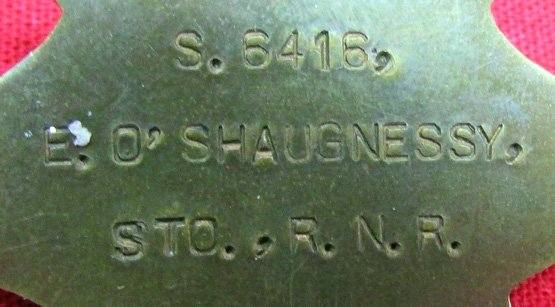 S. 6416,
E. O' SHAUGNESSY,
STO., R. N. R.